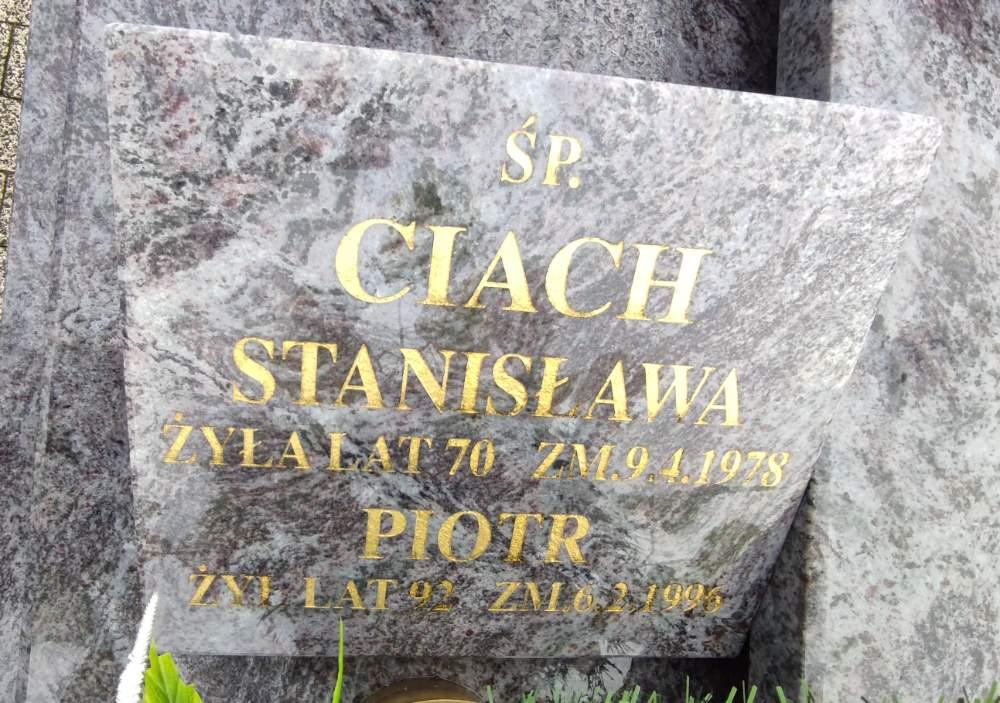 ŚP.
CIACH
STANISŁAWA
ŻYŁA LAT 70 ZM.9.4.1978
PIOTR
ŻYŁ LAT 92 ZM.6.2.1996